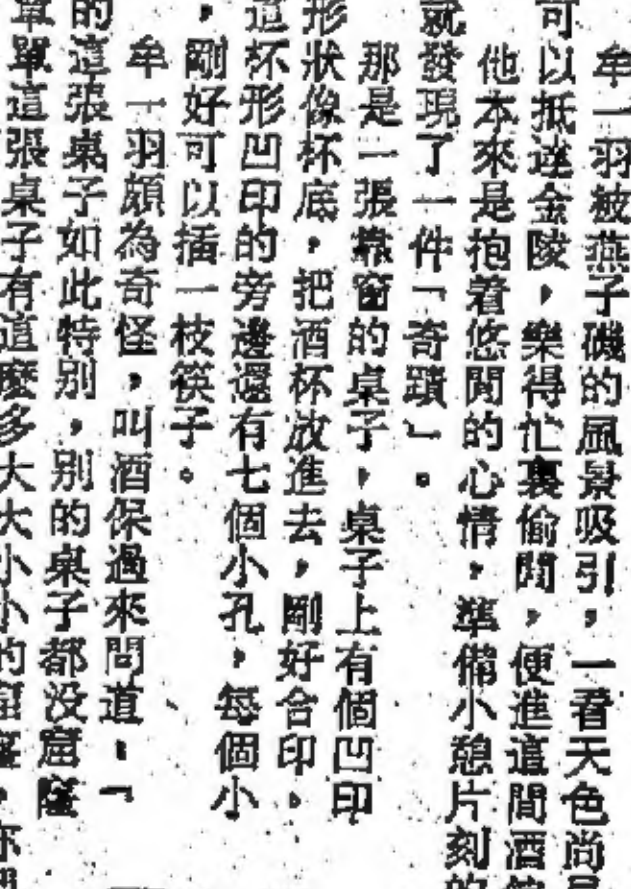 牟一羽被燕子磯的風景吸引，一看天色尚
可以抵達金陵，樂得忙裏偷閒，便進這間酒
他本來是抱着悠閒的心情，準備小憩片刻的
就發現了一件「奇蹟」。
那是一張靠窗的桌子，桌子上有個凹印
形狀像杯底，把酒杯放進去，剛好合印。
這杯形凹印的旁邊還有七個小孔，每個小
，剛好可以插一枝筷子。
牟一羽頗為奇怪，叫酒保過來問道：「
的這張桌子如此特別，別的桌子都没窟窿
單單這張桌子有這麼多大大小小的窟窿，